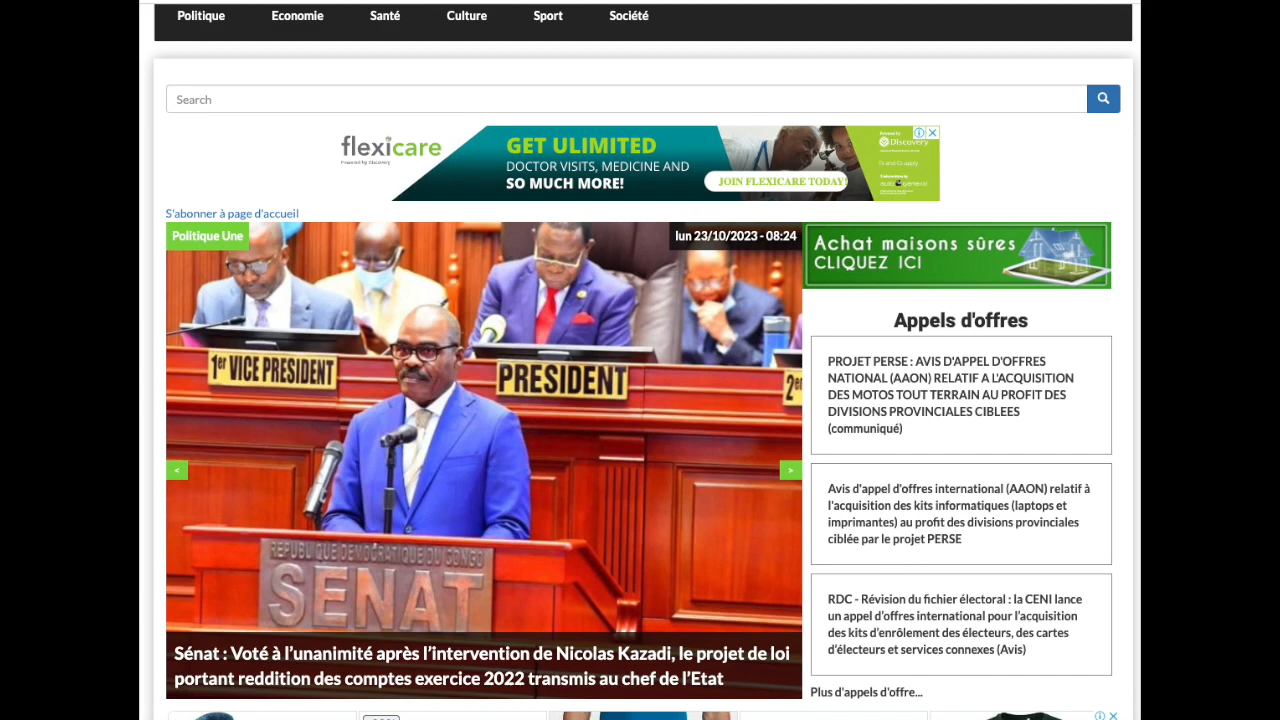 Politique Economie Santé Culture Sport Société
Search
flexicare
Powered by Discovery
GET ULIMITED
DOCTOR VISITS, MEDICINE AND
SO MUCH MORE!
JOIN FLEXICARE TODAY!
Discovery
S'abonner à page d'accueil
Politique Une
lun 23/10/2023 - 08:24
1er VICE PRESIDENT
PRESIDENT
2e
REPUBLIQUE DEMOCRATIQUE DU CONGO
SENAT
<
>
Sénat : Voté à l’unanimité après l’intervention de Nicolas Kazadi, le projet de loi
portant reddition des comptes exercice 2022 transmis au chef de l’Etat
Achat maisons sûres
CLIQUEZ ICI
Appels d'offres
PROJET PERSE : AVIS D'APPEL D'OFFRES
NATIONAL (AAON) RELATIF A L'ACQUISITION
DES MOTOS TOUT TERRAIN AU PROFIT DES
DIVISIONS PROVINCIALES CIBLEES
(communiqué)
Avis d'appel d'offres international (AAON) relatif à
l'acquisition des kits informatiques (laptops et
imprimantes) au profit des divisions provinciales
ciblée par le projet PERSE
RDC - Révision du fichier électoral : la CENI lance
un appel d’offres international pour l’acquisition
des kits d’enrôlement des électeurs, des cartes
d’électeurs et services connexes (Avis)
Plus d'appels d'offre...